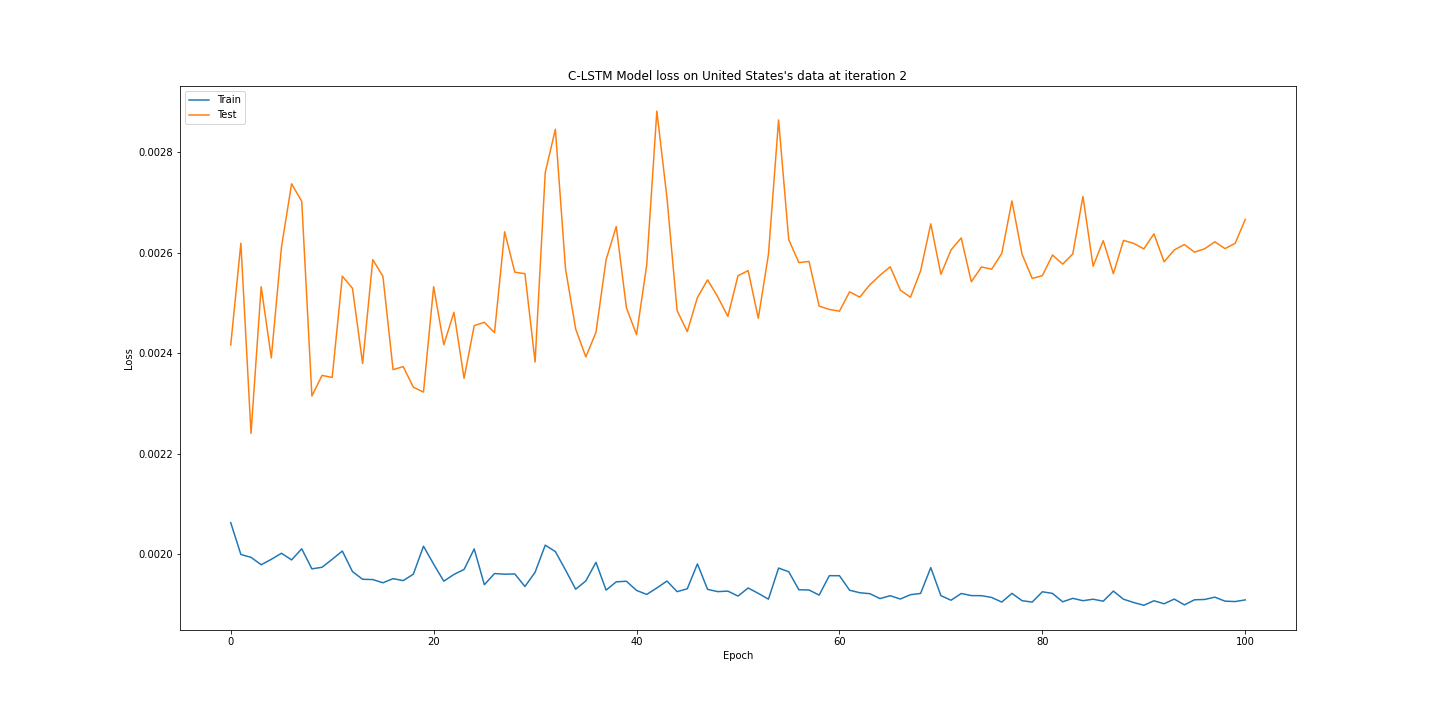 C-LSTM Model loss on United States's data at iteration 2
Train
Test
0.0028
0.0026
0.0024
0.0022
0.0020
Loss
0 20 40 60 80 100
Epoch